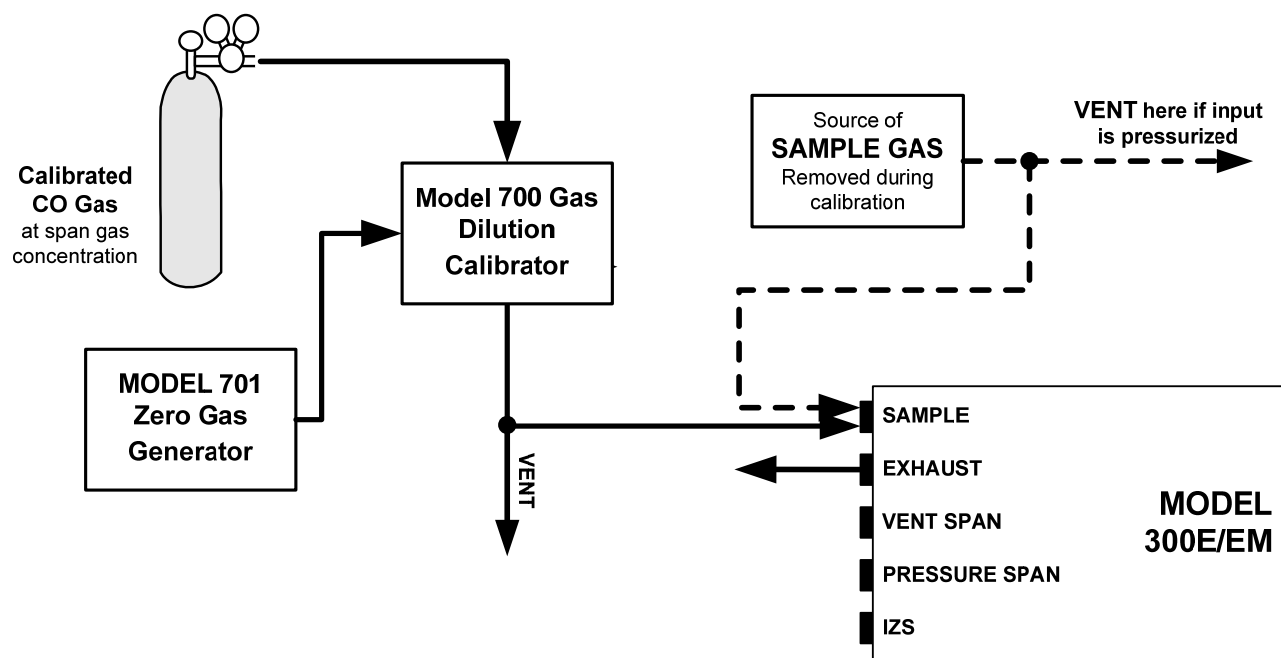 Calibrated
CO Gas
at span gas
concentration
Model 700 Gas
Dilution
Calibrator
MODEL 701
Zero Gas
Generator
VENT
Source of
SAMPLE GAS
Removed during
calibration
VENT here if input
is pressurized
SAMPLE
EXHAUST
VENT SPAN
PRESSURE SPAN
IZS
MODEL
300E/EM